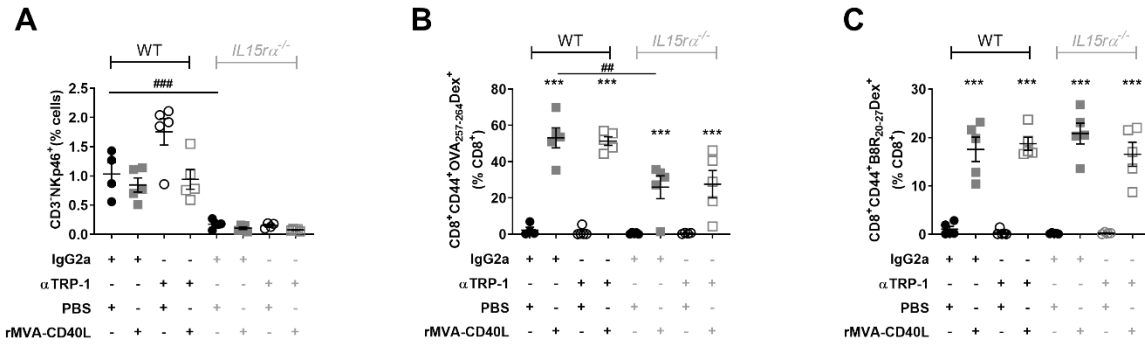 A
WT
IL15rα-/-
###
CD3-NKp46+(% cells)
2.5
2.0
1.5
1.0
0.5
0.0
IgG2a + + - - + + - -
αTRP-1 - - + + - - + +
PBS + - + - + - + -
rMVA-CD40L - + - + - + - +
B
WT
IL15rα-/-
##
*** *** *** ***
CD8+CD44+OVA257-264Dex+
(% CD8+)
80
60
40
20
0
IgG2a + + - - + + - -
αTRP-1 - - + + - - + +
PBS + - + - + - + -
rMVA-CD40L - + - + - + - +
C
WT
IL15rα-/-
*** *** *** ***
CD8+CD44+B8R20-27Dex+
(% CD8+)
40
30
20
10
0
IgG2a + + - - + + - -
αTRP-1 - - + + - - + +
PBS + - + - + - + -
rMVA-CD40L - + - + - + - +